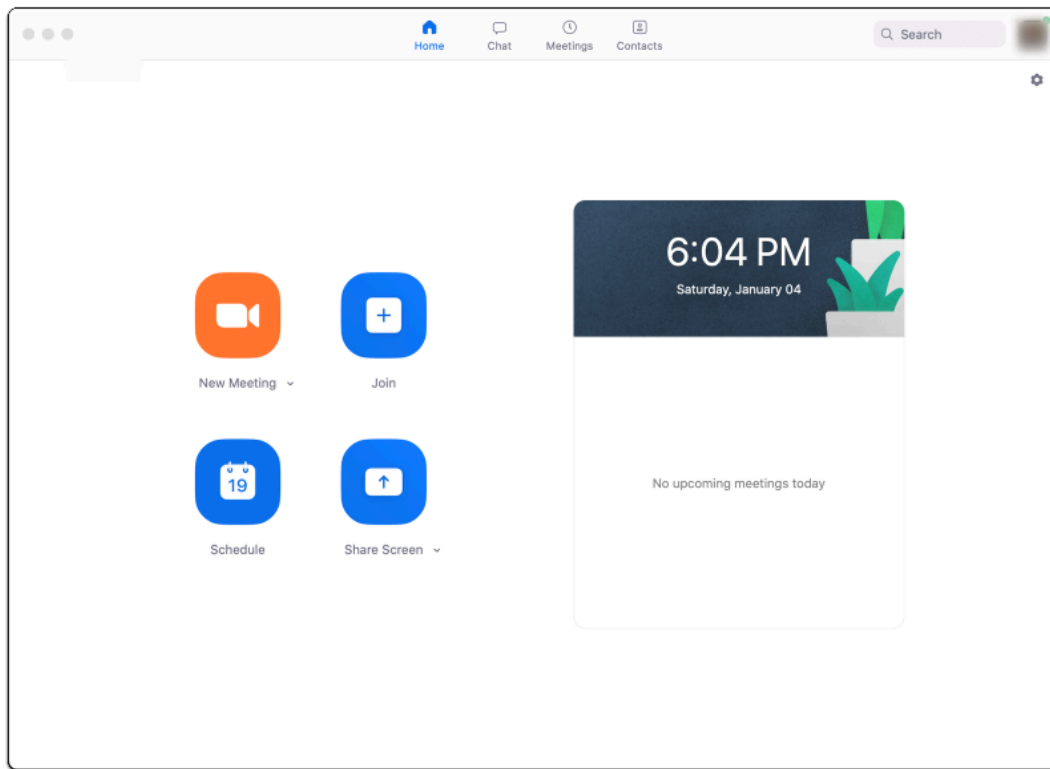 Home
Chat
Meetings
Contacts
Search
6:04 PM
Saturday, January 04
New Meeting
Join
19
Schedule
Share Screen
No upcoming meetings today